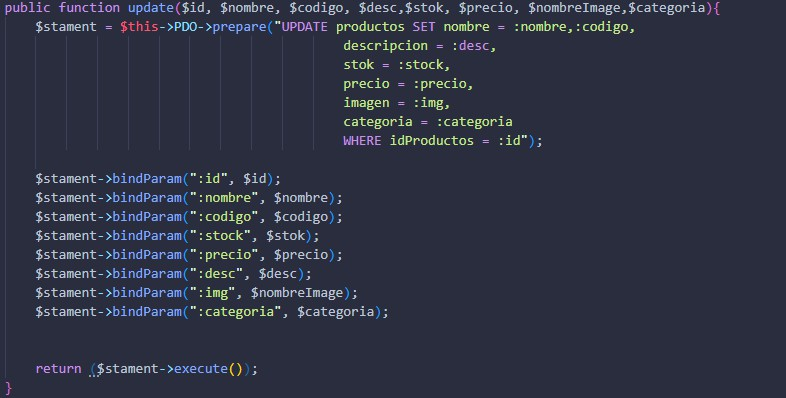 public function update($id, $nombre, $codigo, $desc,$stok, $precio, $nombreImage,$categoria){
$stament = $this->PDO->prepare("UPDATE productos SET nombre = :nombre,:codigo,
descripcion = :desc,
stok = :stock,
precio = :precio,
imagen = :img,
categoria = :categoria
WHERE idProductos = :id");
$stament->bindParam(":id", $id);
$stament->bindParam(":nombre", $nombre);
$stament->bindParam(":codigo", $codigo);
$stament->bindParam(":stock", $stok);
$stament->bindParam(":precio", $precio);
$stament->bindParam(":desc", $desc);
$stament->bindParam(":img", $nombreImage);
$stament->bindParam(":categoria", $categoria);
return ($stament->execute());
}